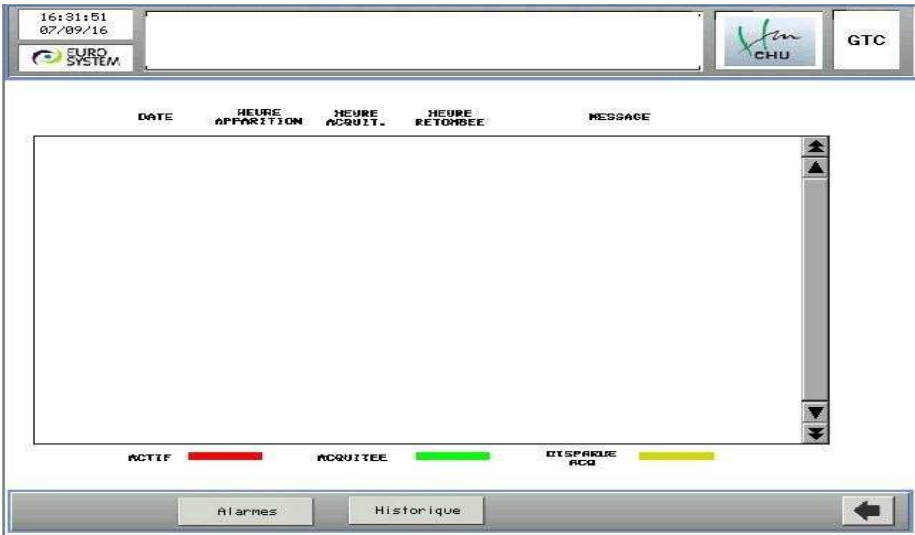 16:31:51
07/09/16
EURO
SYSTEM
Hm
CHU
GTC
DATE HEURE APPARITION HEURE ACQUIT. HEURE RETOMBEE MESSAGE
ACTIF ACQUITEE DISPARUE ACQ
Alarmes Historique